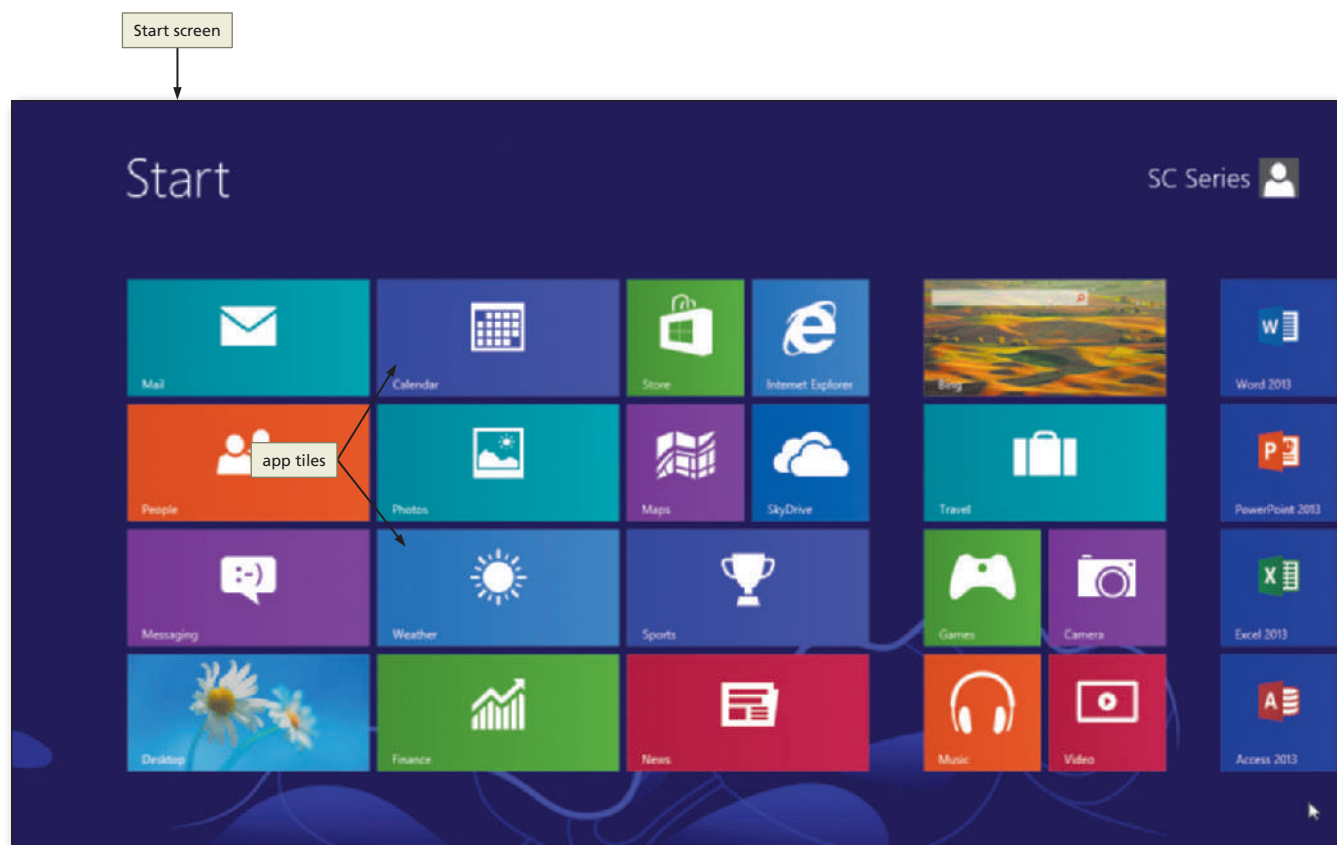 Start screen
Start
SC Series
Mail
Calendar
Store
Internet Explorer
Bing
W
Word 2013
People
app tiles
Photos
Maps
SkyDrive
Travel
P
PowerPoint 2013
:-)
Messaging
Weather
Sports
Games
Camera
X
Excel 2013
Desktop
Finance
News
Music
Video
A
Access 2013